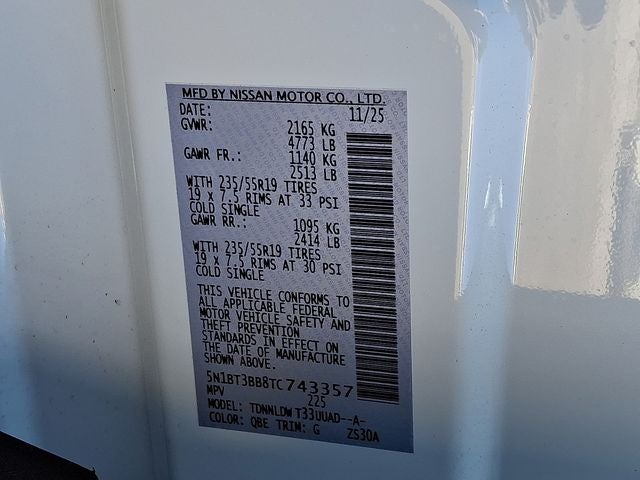 MFD BY NISSAN MOTOR CO., LTD.
DATE: 11/25
GVWR: 2165 KG
4773 LB
GAWR FR.: 1140 KG
2513 LB
WITH 235/55R19 TIRES
19 x 7.5 RIMS AT 33 PSI
COLD SINGLE
GAWR RR.: 1095 KG
2414 LB
WITH 235/55R19 TIRES
19 x 7.5 RIMS AT 30 PSI
COLD SINGLE
THIS VEHICLE CONFORMS TO
ALL APPLICABLE FEDERAL
MOTOR VEHICLE SAFETY AND
THEFT PREVENTION
STANDARDS IN EFFECT ON
THE DATE OF MANUFACTURE
SHOWN ABOVE.
5N1BT3BB8TC743357
MPV 225
MODEL: TDNNLDW T33UUAD--A-
COLOR: QBE TRIM: G ZS30A